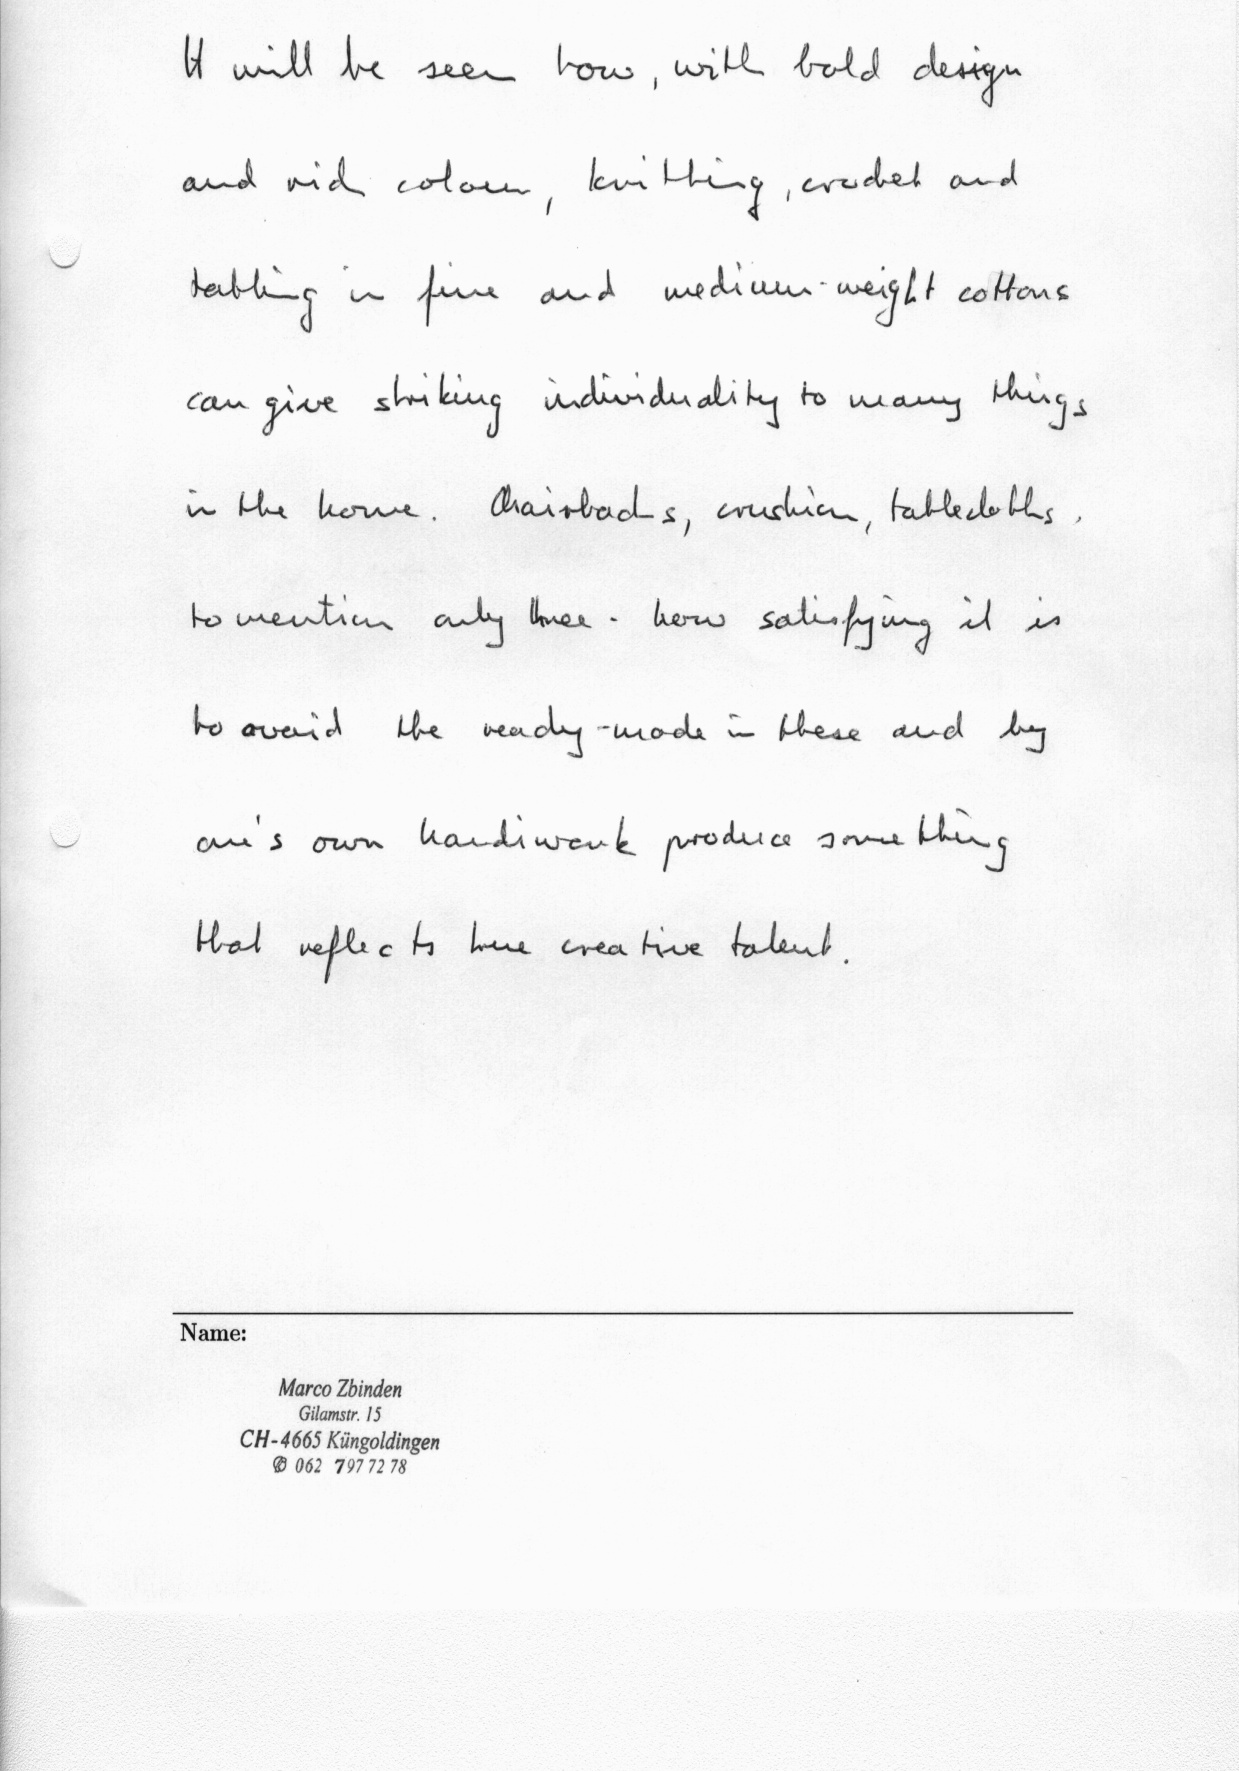 It will be seen how, with bold design
and rich colour, knitting, crochet and
tatting in fine and medium-weight cottons
can give striking individuality to many things
in the home. Chairbacks, crushion, tablecloths.
to mention only three - how satisfying it is
to avoid the ready-made in these and by
one's own handiwork produce something
that reflects true creative talent.
Name:
Marco Zbinden
Gilamstr. 15
CH-4665 Küngoldingen
✆ 062 797 72 78